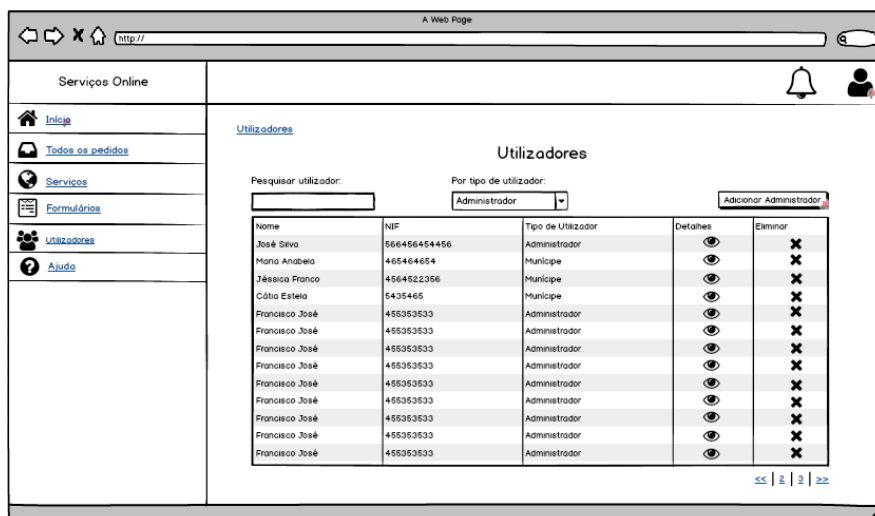 A Web Page
http://
Serviços Online
Início
Todos os pedidos
Serviços
Formulários
Utilizadores
Ajuda
Utilizadores
Utilizadores
Pesquisar utilizador: Por tipo de utilizador:
Administrador Adicionar Administrador
Nome NIF Tipo de Utilizador Detalhes Eliminar
José Silva 566456454456 Administrador
Maria Anabela 465464654 Munícipe
Jéssica Franco 4564522356 Munícipe
Cátia Estela 5435465 Munícipe
Francisco José 455353533 Administrador
Francisco José 455353533 Administrador
Francisco José 455353533 Administrador
Francisco José 455353533 Administrador
Francisco José 455353533 Administrador
Francisco José 455353533 Administrador
Francisco José 455353533 Administrador
Francisco José 455353533 Administrador
Francisco José 455353533 Administrador
<< | 2 | 3 | >>